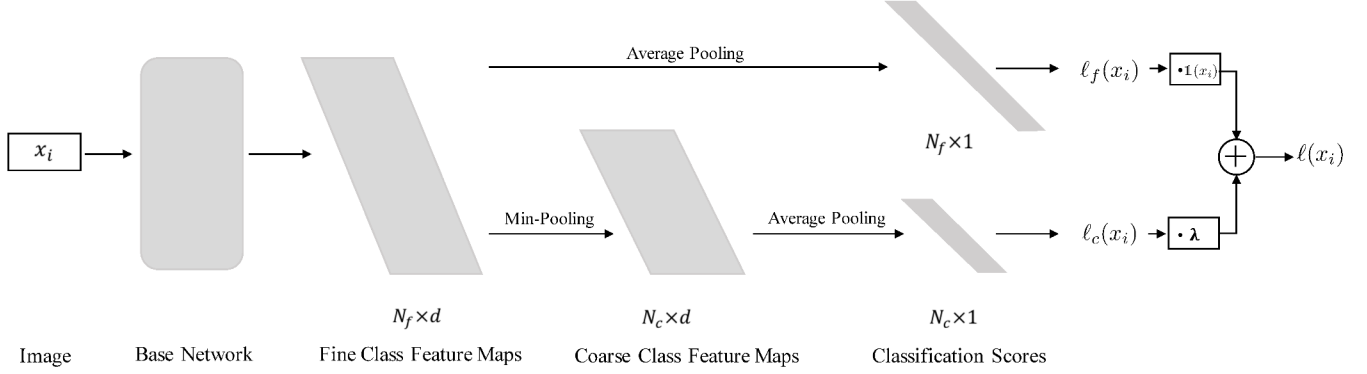 Average Pooling
ℓ_f(x_i)
·𝟙(x_i)
N_f×1
x_i
+
ℓ(x_i)
Min-Pooling
Average Pooling
ℓ_c(x_i)
· λ
N_f×d
N_c×d
N_c×1
Image
Base Network
Fine Class Feature Maps
Coarse Class Feature Maps
Classification Scores